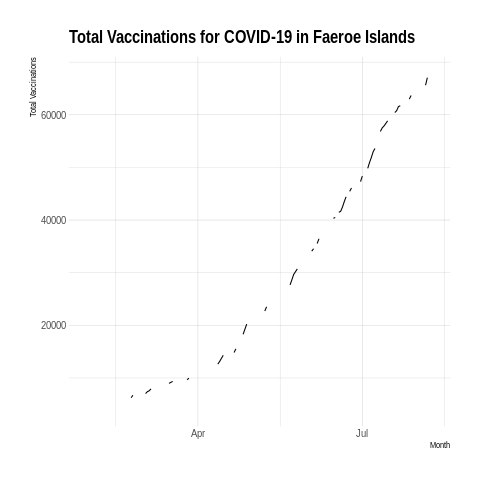 Total Vaccinations for COVID-19 in Faeroe Islands
Total Vaccinations
60000
40000
20000
Apr
Jul
Month